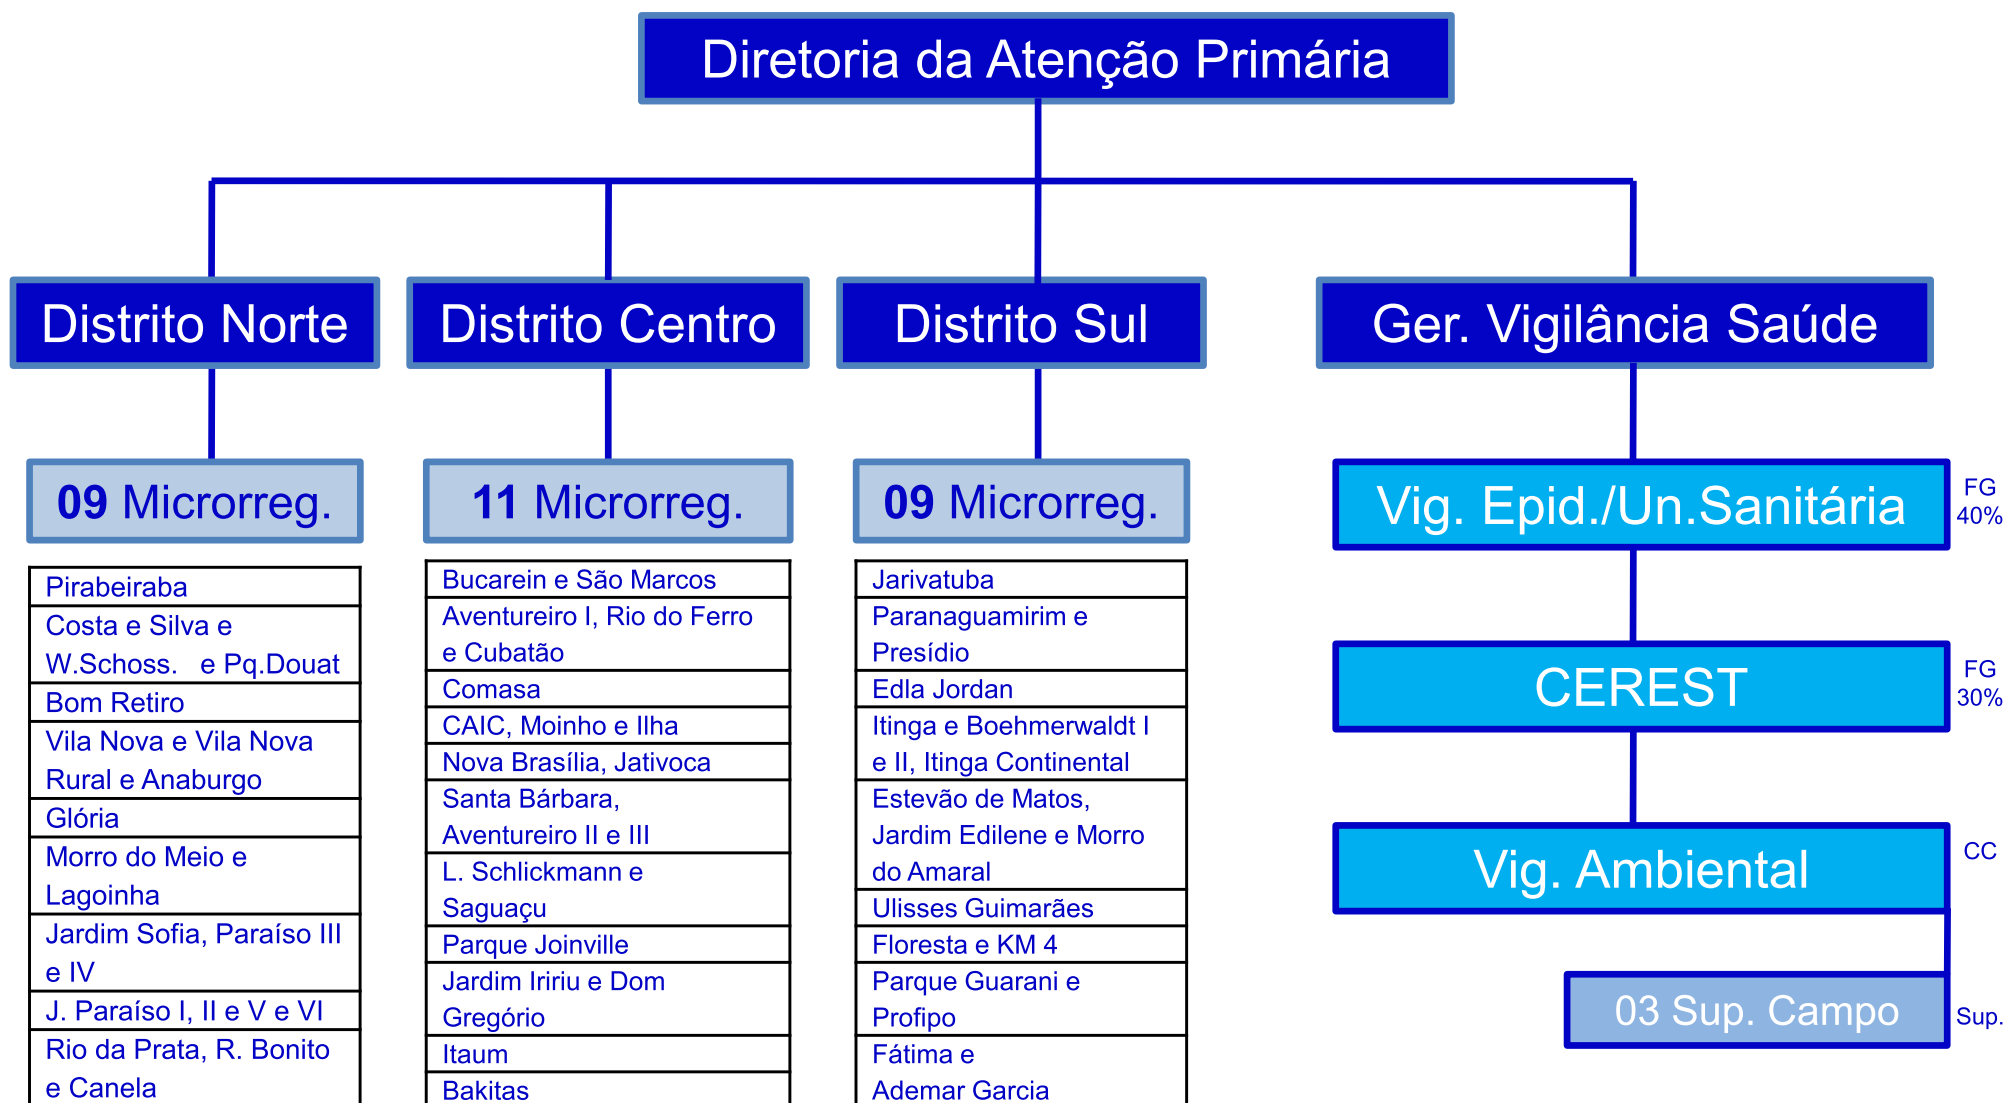 Diretoria da Atenção Primária
Distrito Norte
Distrito Centro
Distrito Sul
Ger. Vigilância Saúde
09 Microrreg.
Pirabeiraba
Costa e Silva e
W.Schoss. e Pq.Douat
Bom Retiro
Vila Nova e Vila Nova
Rural e Anaburgo
Glória
Morro do Meio e
Lagoinha
Jardim Sofia, Paraíso III
e IV
J. Paraíso I, II e V e VI
Rio da Prata, R. Bonito
e Canela
11 Microrreg.
Bucarein e São Marcos
Aventureiro I, Rio do Ferro
e Cubatão
Comasa
CAIC, Moinho e Ilha
Nova Brasília, Jativoca
Santa Bárbara,
Aventureiro II e III
L. Schlickmann e
Saguaçu
Parque Joinville
Jardim Iririu e Dom
Gregório
Itaum
Bakitas
09 Microrreg.
Jarivatuba
Paranaguamirim e
Presídio
Edla Jordan
Itinga e Boehmerwaldt I
e II, Itinga Continental
Estevão de Matos,
Jardim Edilene e Morro
do Amaral
Ulisses Guimarães
Floresta e KM 4
Parque Guarani e
Profipo
Fátima e
Ademar Garcia
Vig. Epid./Un.Sanitária
FG
40%
CEREST
FG
30%
Vig. Ambiental
CC
03 Sup. Campo
Sup.